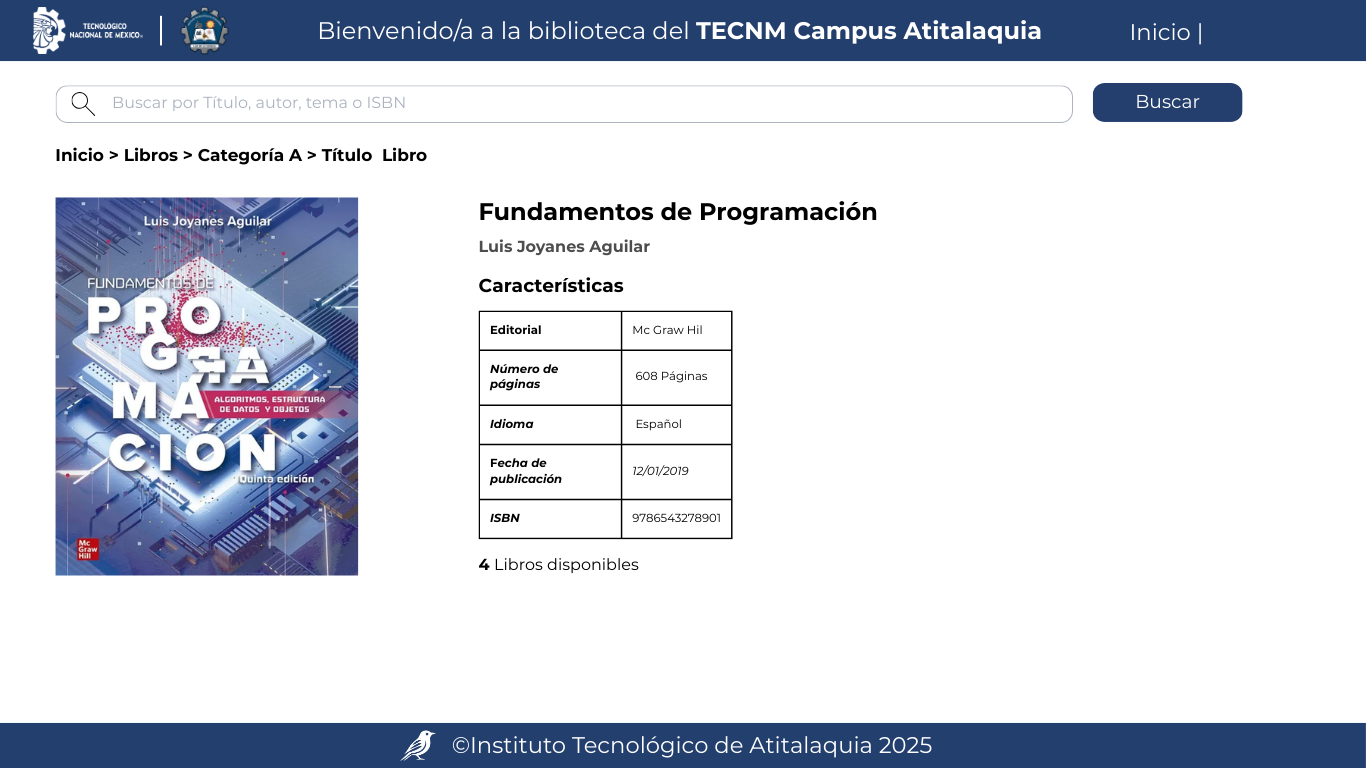 TECNOLÓGICO
NACIONAL DE MÉXICO®
Bienvenido/a a la biblioteca del TECNM Campus Atitalaquia
Inicio |
Buscar por Título, autor, tema o ISBN
Buscar
Inicio > Libros > Categoría A > Título  Libro
Luis Joyanes Aguilar
FUNDAMENTOS DE
PRO
GRA
MA
CIÓN
ALGORITMOS, ESTRUCTURA
DE DATOS Y OBJETOS
Quinta edición
Mc
Graw
Hill
Fundamentos de Programación
Luis Joyanes Aguilar
Características
Editorial
Mc Graw Hil
Número de
páginas
608 Páginas
Idioma
Español
Fecha de
publicación
12/01/2019
ISBN
9786543278901
4 Libros disponibles
©Instituto Tecnológico de Atitalaquia 2025